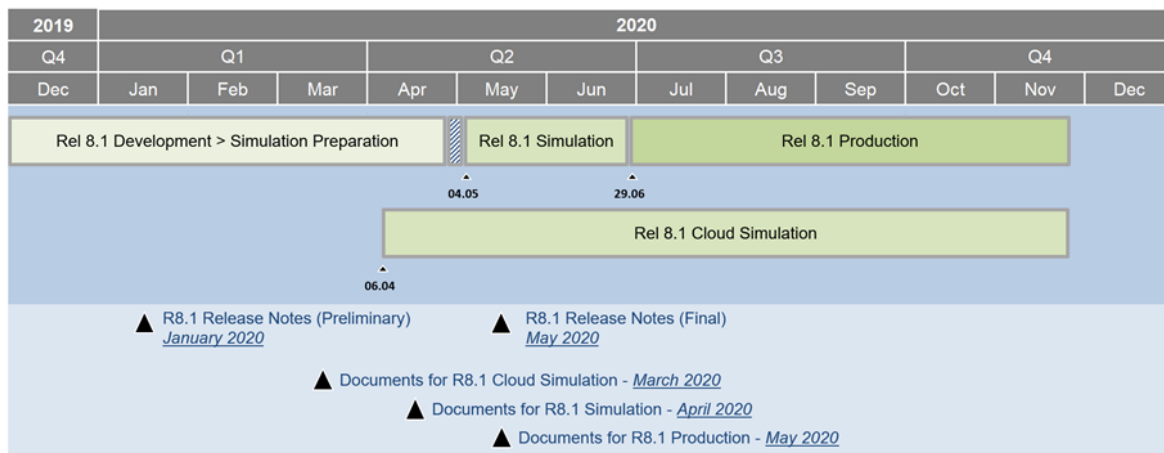 2019 2020
Q4 Q1 Q2 Q3 Q4
Dec Jan Feb Mar Apr May Jun Jul Aug Sep Oct Nov Dec
Rel 8.1 Development > Simulation Preparation Rel 8.1 Simulation Rel 8.1 Production
04.05 29.06
Rel 8.1 Cloud Simulation
06.04
R8.1 Release Notes (Preliminary) R8.1 Release Notes (Final)
January 2020 May 2020
Documents for R8.1 Cloud Simulation - March 2020
Documents for R8.1 Simulation - April 2020
Documents for R8.1 Production - May 2020